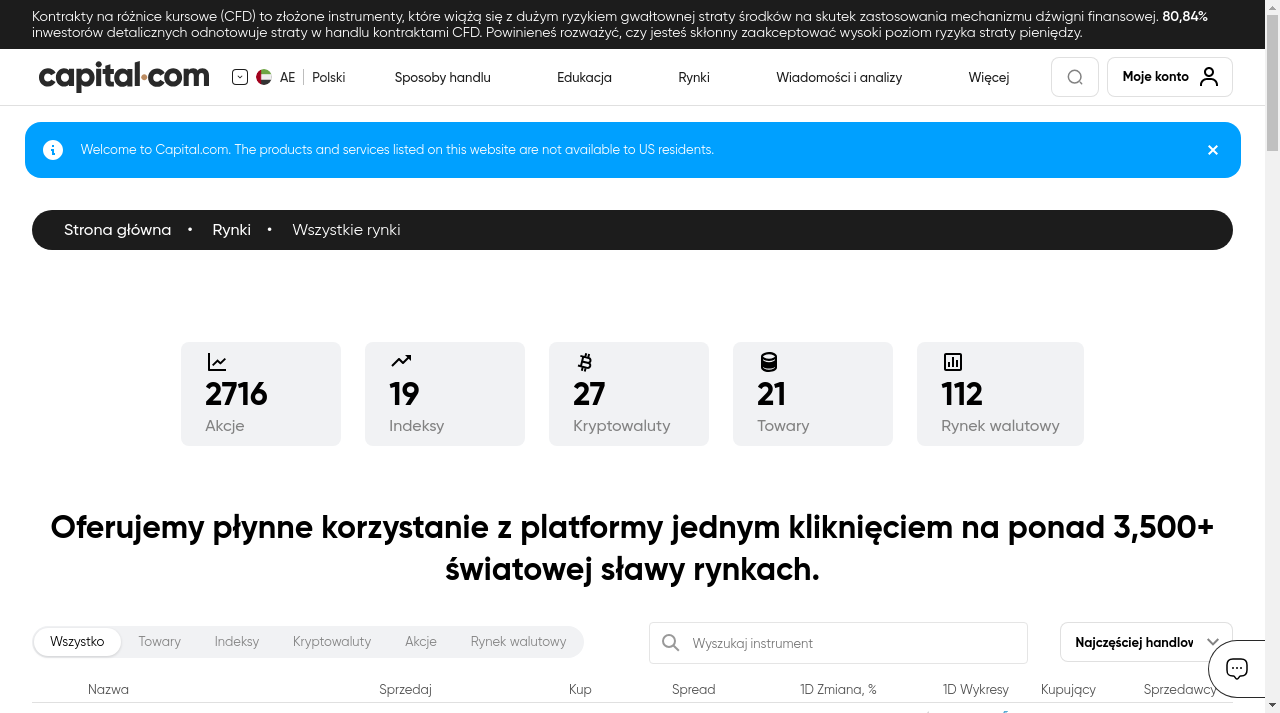 Kontrakty na różnice kursowe (CFD) to złożone instrumenty, które wiążą się z dużym ryzykiem gwałtownej straty środków na skutek zastosowania mechanizmu dźwigni finansowej. 80,84%
inwestorów detalicznych odnotowuje straty w handlu kontraktami CFD. Powinieneś rozważyć, czy jesteś skłonny zaakceptować wysoki poziom ryzyka straty pieniędzy.
capital.com AE Polski Sposoby handlu Edukacja Rynki Wiadomości i analizy Więcej Moje konto
Welcome to Capital.com. The products and services listed on this website are not available to US residents.
Strona główna • Rynki • Wszystkie rynki
2716 19 27 21 112
Akcje Indeksy Kryptowaluty Towary Rynek walutowy
Oferujemy płynne korzystanie z platformy jednym kliknięciem na ponad 3,500+
światowej sławy rynkach.
Wszystko Towary Indeksy Kryptowaluty Akcje Rynek walutowy Wyszukaj instrument Najczęściej handlow
Nazwa Sprzedaj Kup Spread 1D Zmiana, % 1D Wykresy Kupujący Sprzedawcy